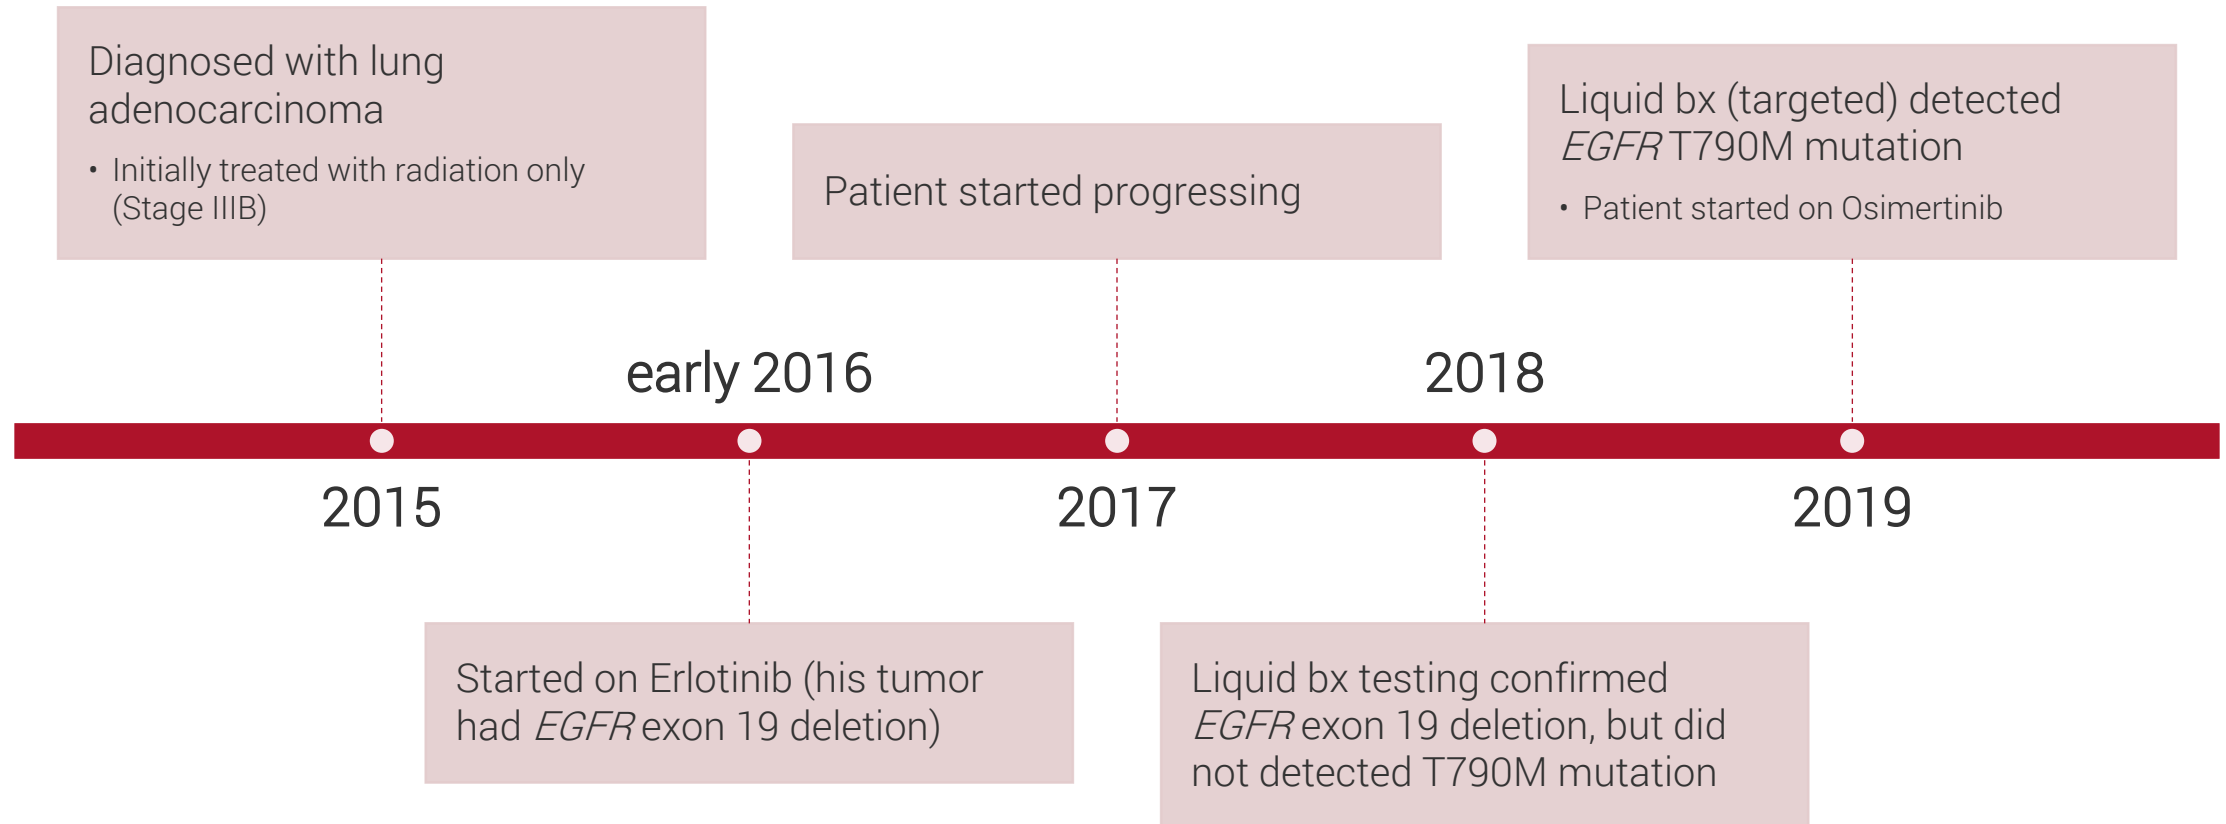 Diagnosed with lung
adenocarcinoma
• Initially treated with radiation only
(Stage IIIB)
2015
early 2016
Started on Erlotinib (his tumor
had EGFR exon 19 deletion)
Patient started progressing
2017
2018
Liquid bx testing confirmed
EGFR exon 19 deletion, but did
not detected T790M mutation
Liquid bx (targeted) detected
EGFR T790M mutation
• Patient started on Osimertinib
2019